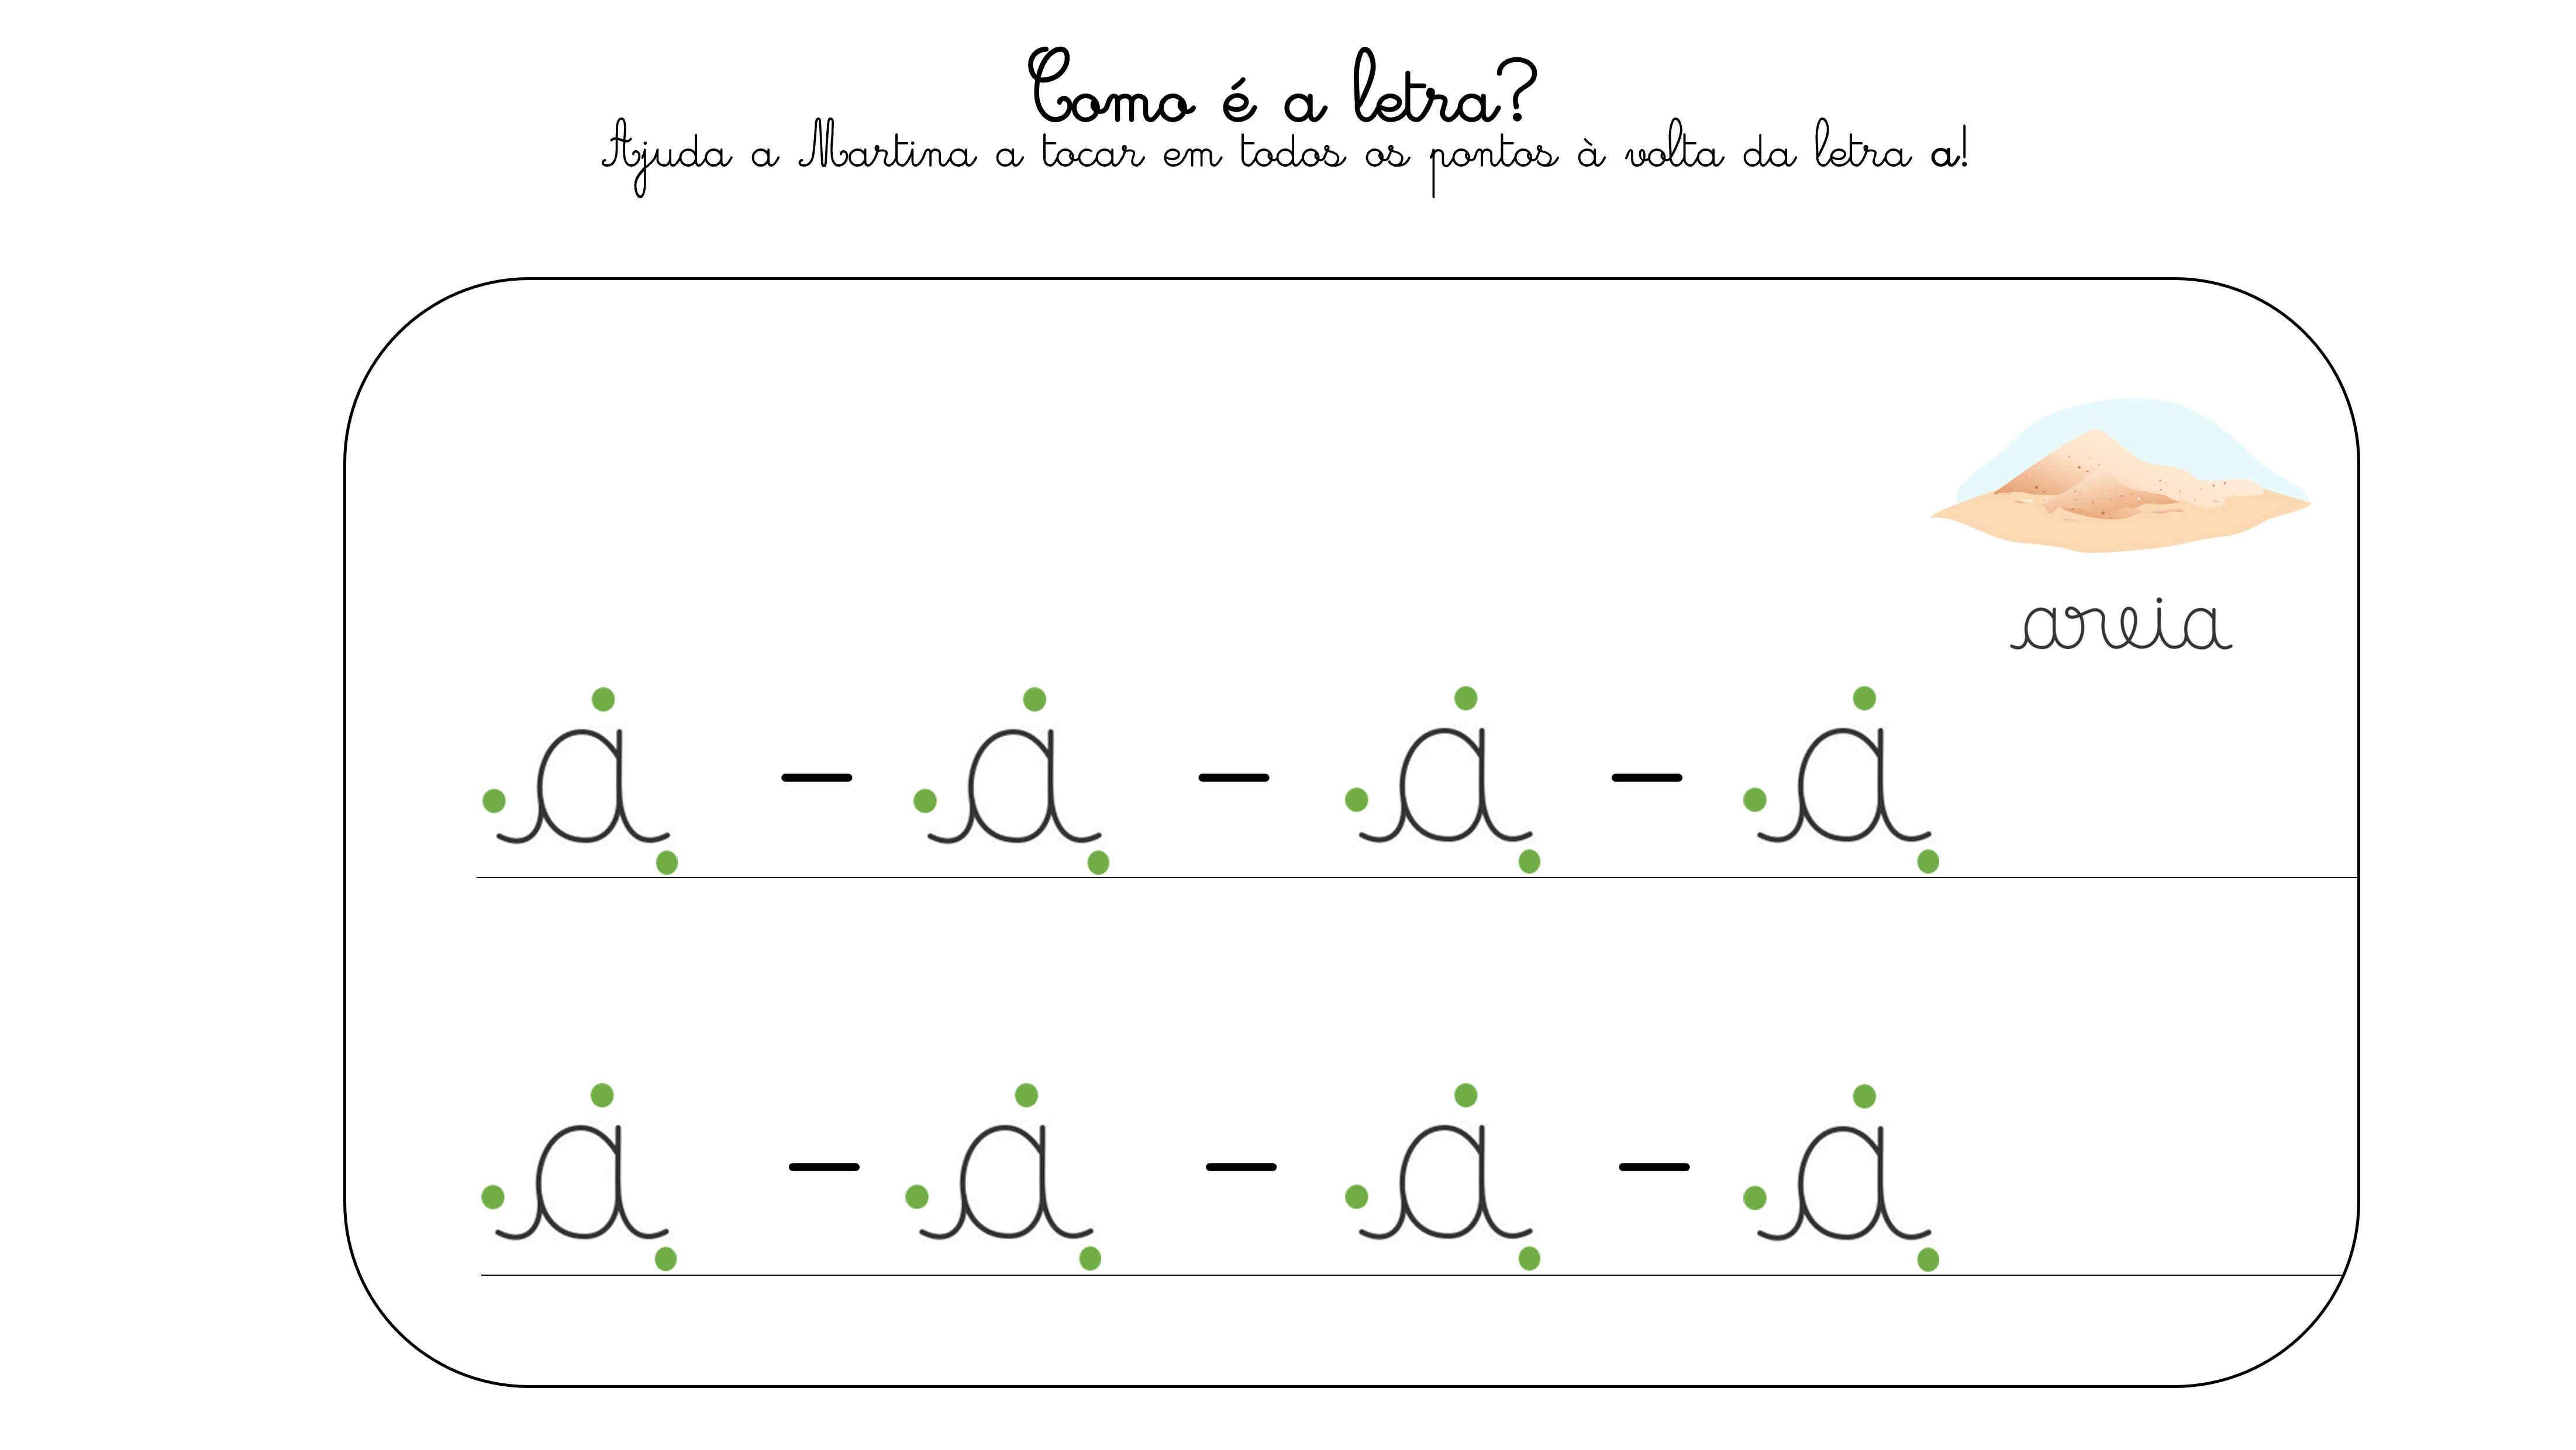 Como é a letra?
Ajuda a Martina a tocar em todos os pontos à volta da letra a!
areia
a – a – a – a
a – a – a – a